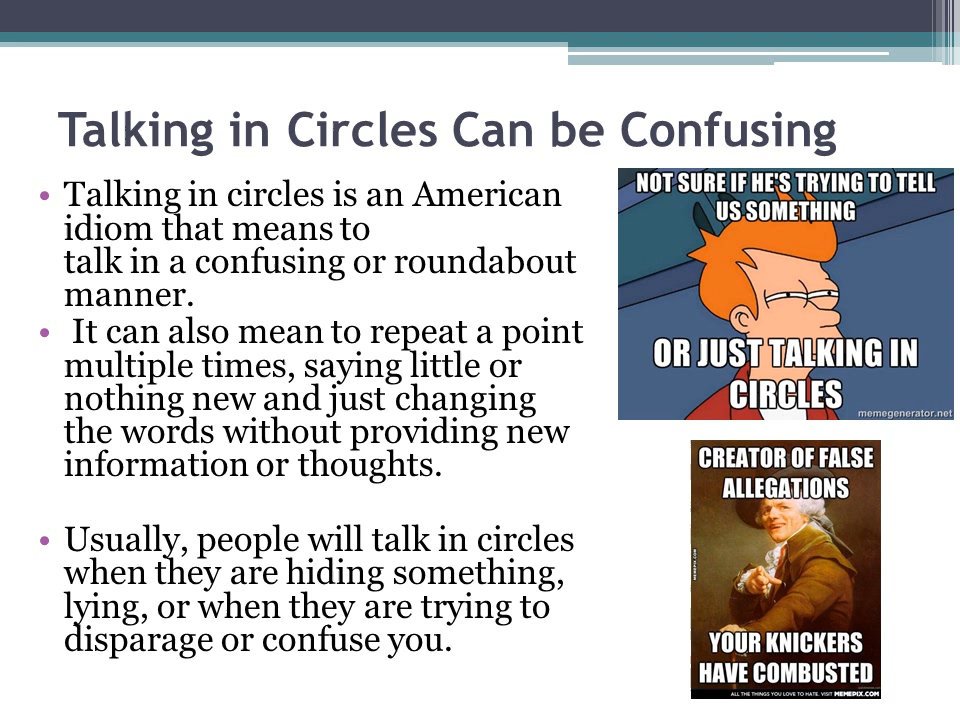 Talking in Circles Can be Confusing
• Talking in circles is an American
idiom that means to
talk in a confusing or roundabout
manner.
• It can also mean to repeat a point
multiple times, saying little or
nothing new and just changing
the words without providing new
information or thoughts.
• Usually, people will talk in circles
when they are hiding something,
lying, or when they are trying to
disparage or confuse you.
NOT SURE IF HE'S TRYING TO TELL
US SOMETHING
OR JUST TALKING IN
CIRCLES
memegenerator.net
CREATOR OF FALSE
ALLEGATIONS
MEMEPIX.COM
YOUR KNICKERS
HAVE COMBUSTED
ALL THE THINGS YOU LOVE TO HATE. VISIT MEMEPIX.COM